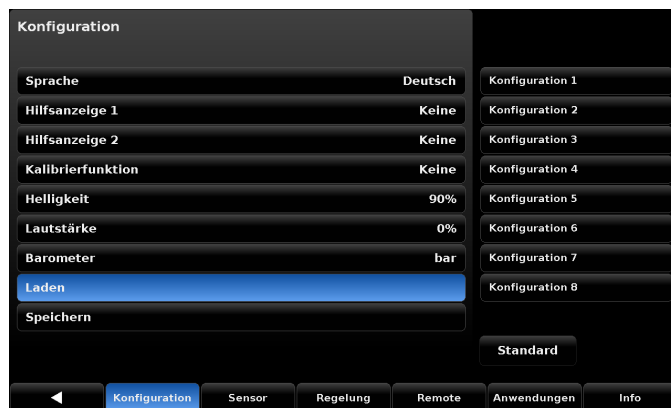 Konfiguration
Sprache Deutsch
Hilfsanzeige 1 Keine
Hilfsanzeige 2 Keine
Kalibrierfunktion Keine
Helligkeit 90%
Lautstärke 0%
Barometer bar
Laden
Speichern
Konfiguration 1
Konfiguration 2
Konfiguration 3
Konfiguration 4
Konfiguration 5
Konfiguration 6
Konfiguration 7
Konfiguration 8
Standard
Konfiguration Sensor Regelung Remote Anwendungen Info